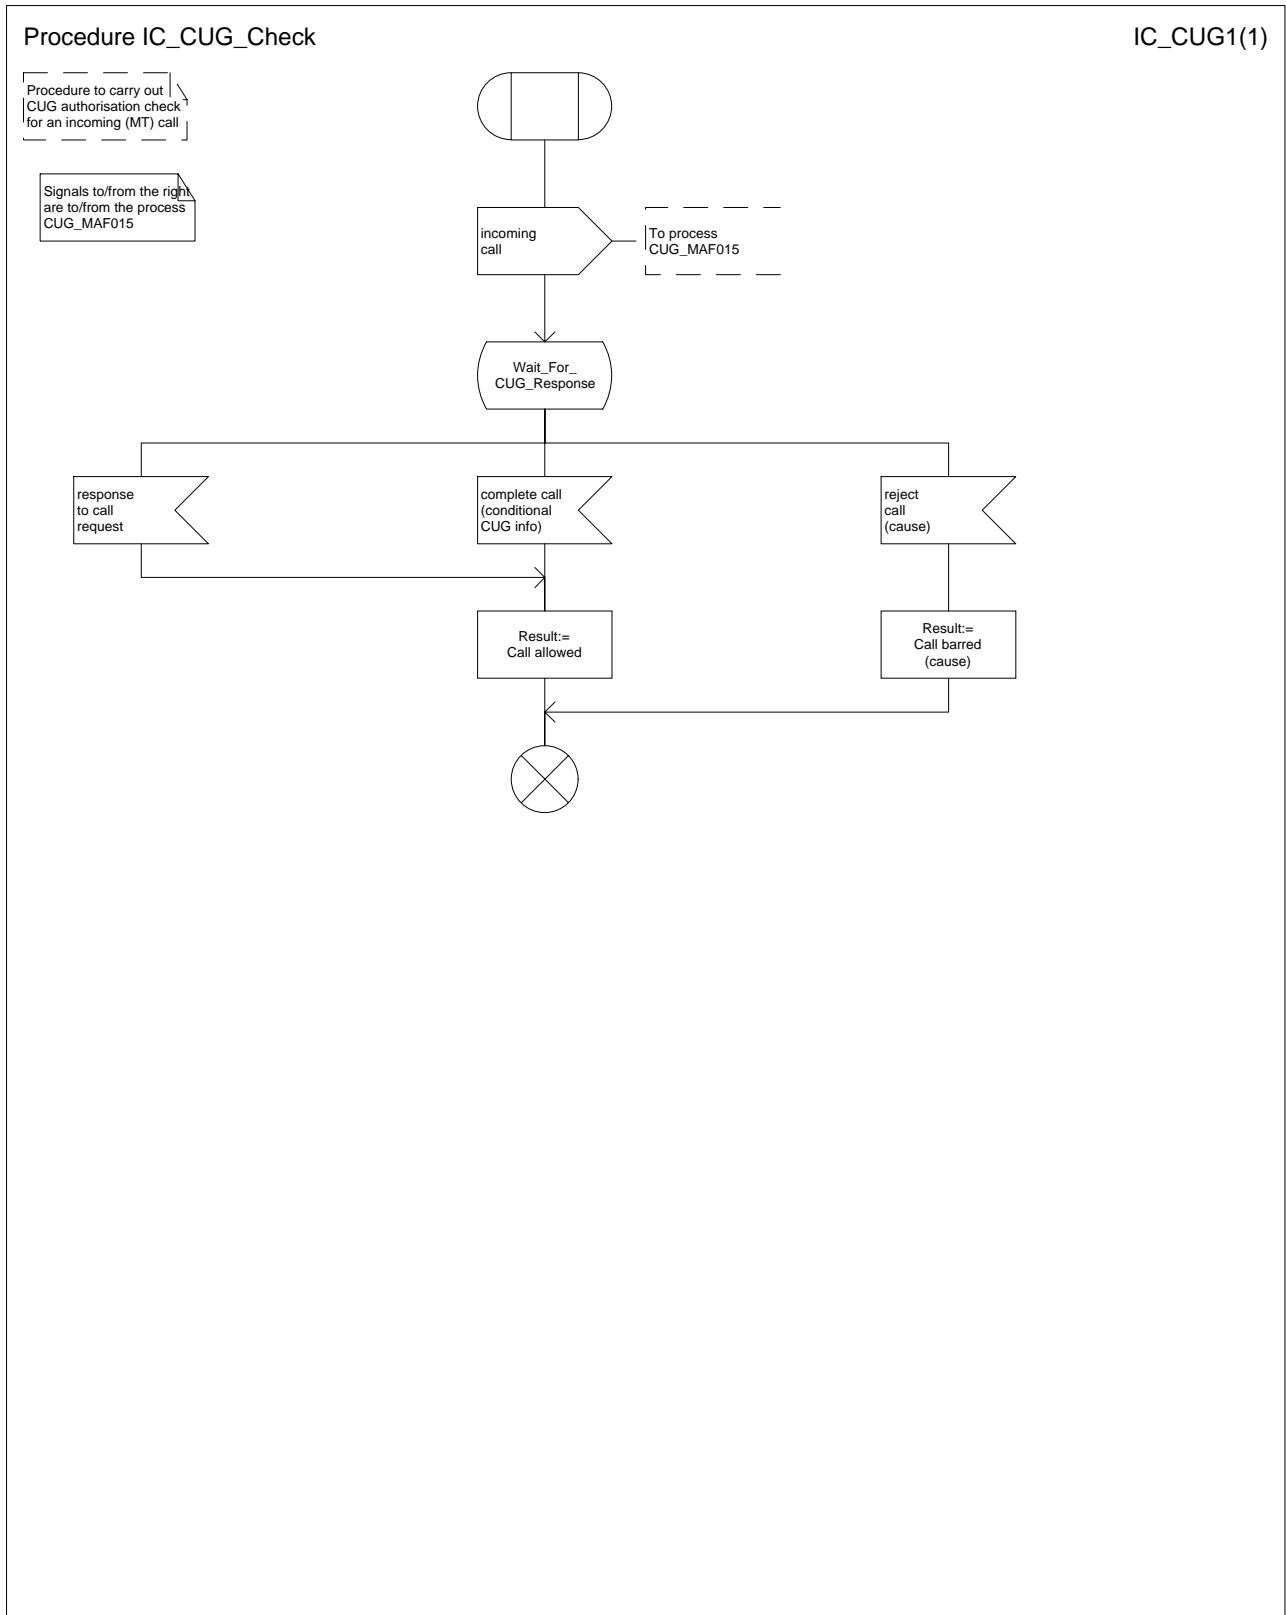 Procedure IC_CUG_Check
IC_CUG1(1)
Procedure to carry out
CUG authorisation check
for an incoming (MT) call
Signals to/from the right
are to/from the process
CUG_MAF015
incoming
call
To process
CUG_MAF015
Wait_For_
CUG_Response
response
to call
request
complete call
(conditional
CUG info)
reject
call
(cause)
Result:=
Call allowed
Result:=
Call barred
(cause)